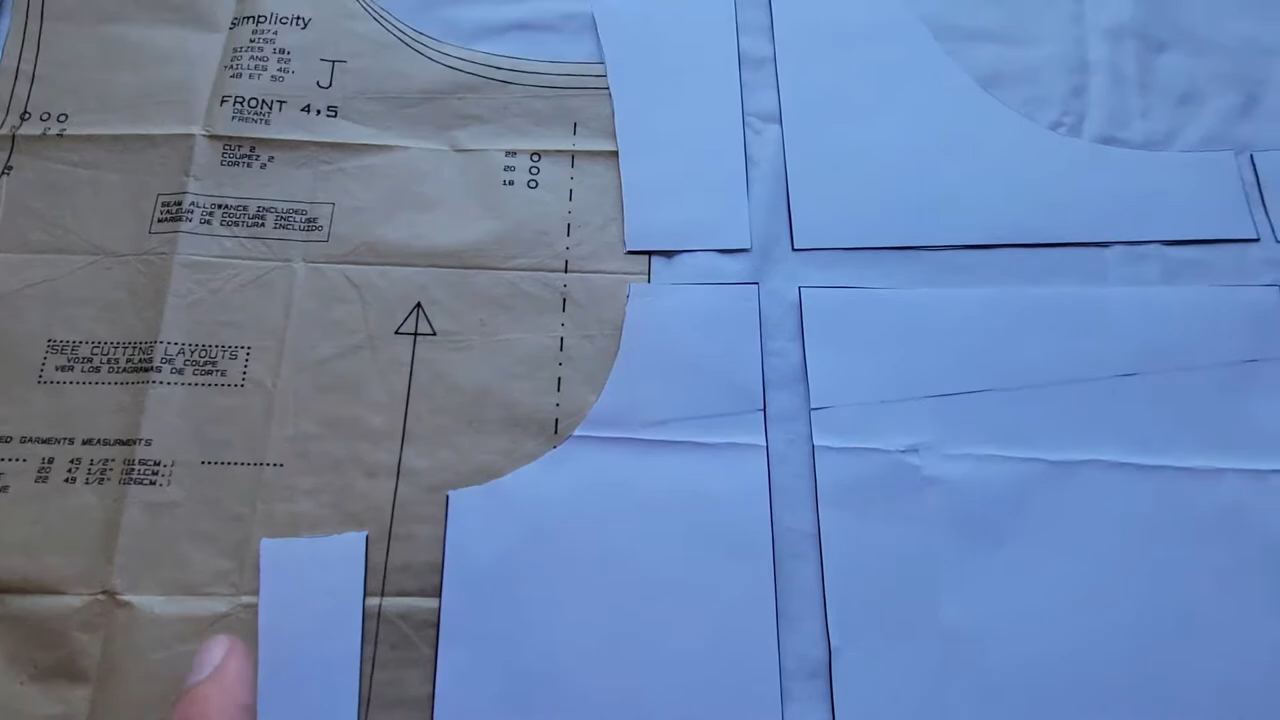 Simplicity
8374
MISS
SIZES 18,
20 AND 22
TAILLES 46,
48 ET 50
J
FRONT 4,5
DEVANT
FRENTE
CUT 2
COUPEZ 2
CORTE 2
22
20
18
SEAM ALLOWANCE INCLUDED
VALEUR DE COUTURE INCLUSE
MARGEN DE COSTURA INCLUIDO
SEE CUTTING LAYOUTS
VOIR LES PLANS DE COUPE
VER LOS DIAGRAMAS DE CORTE
ED GARMENTS MEASURMENTS
18 45 1/2" (116CM.)
20 47 1/2" (121CM.)
22 49 1/2" (126CM.)